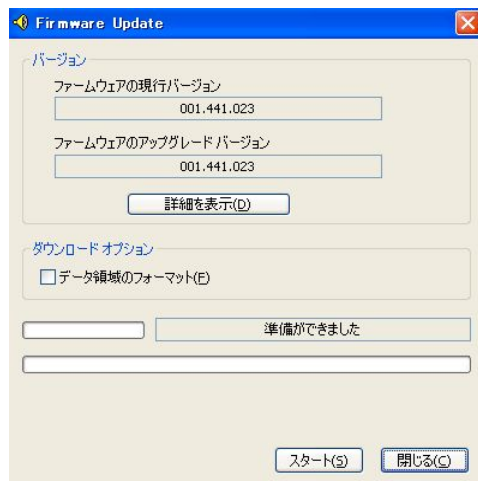 Firmware Update
バージョン
ファームウェアの現行バージョン
001.441.023
ファームウェアのアップグレード バージョン
001.441.023
詳細を表示(D)
ダウンロード オプション
データ領域のフォーマット(F)
準備ができました
スタート(S)
閉じる(C)